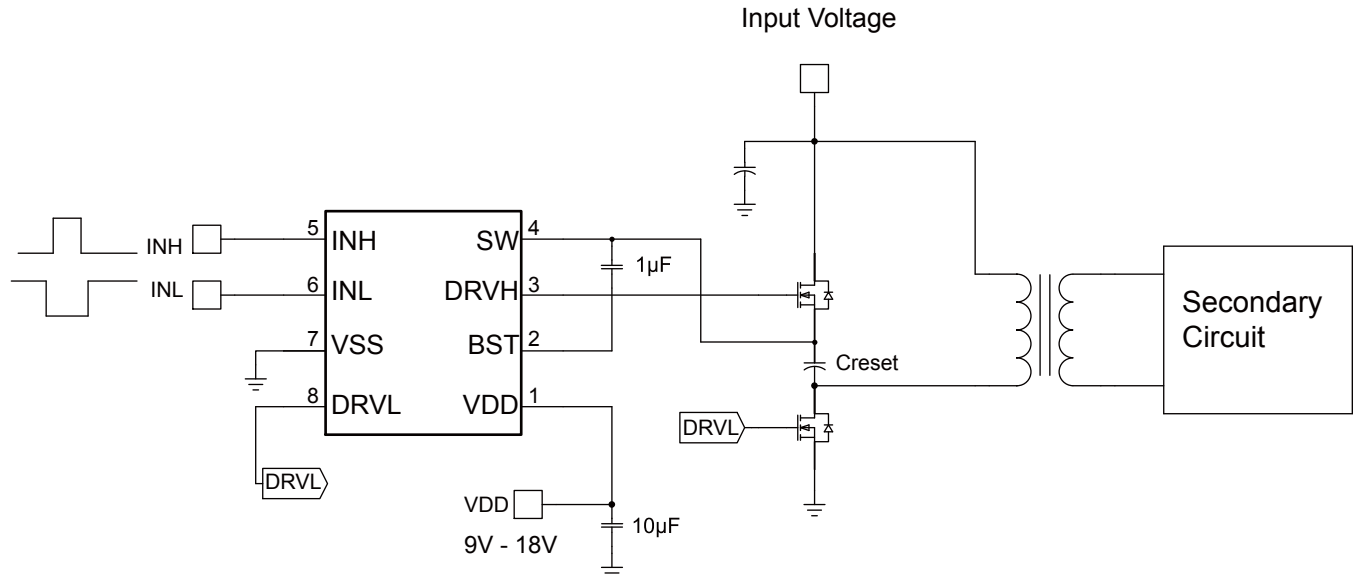 Input Voltage
INH
INL
5
INH
6
INL
7
VSS
8
DRVL
SW
4
DRVH
3
BST
2
VDD
1
1µF
DRVL
VDD
9V - 18V
10µF
Creset
DRVL
Secondary
Circuit